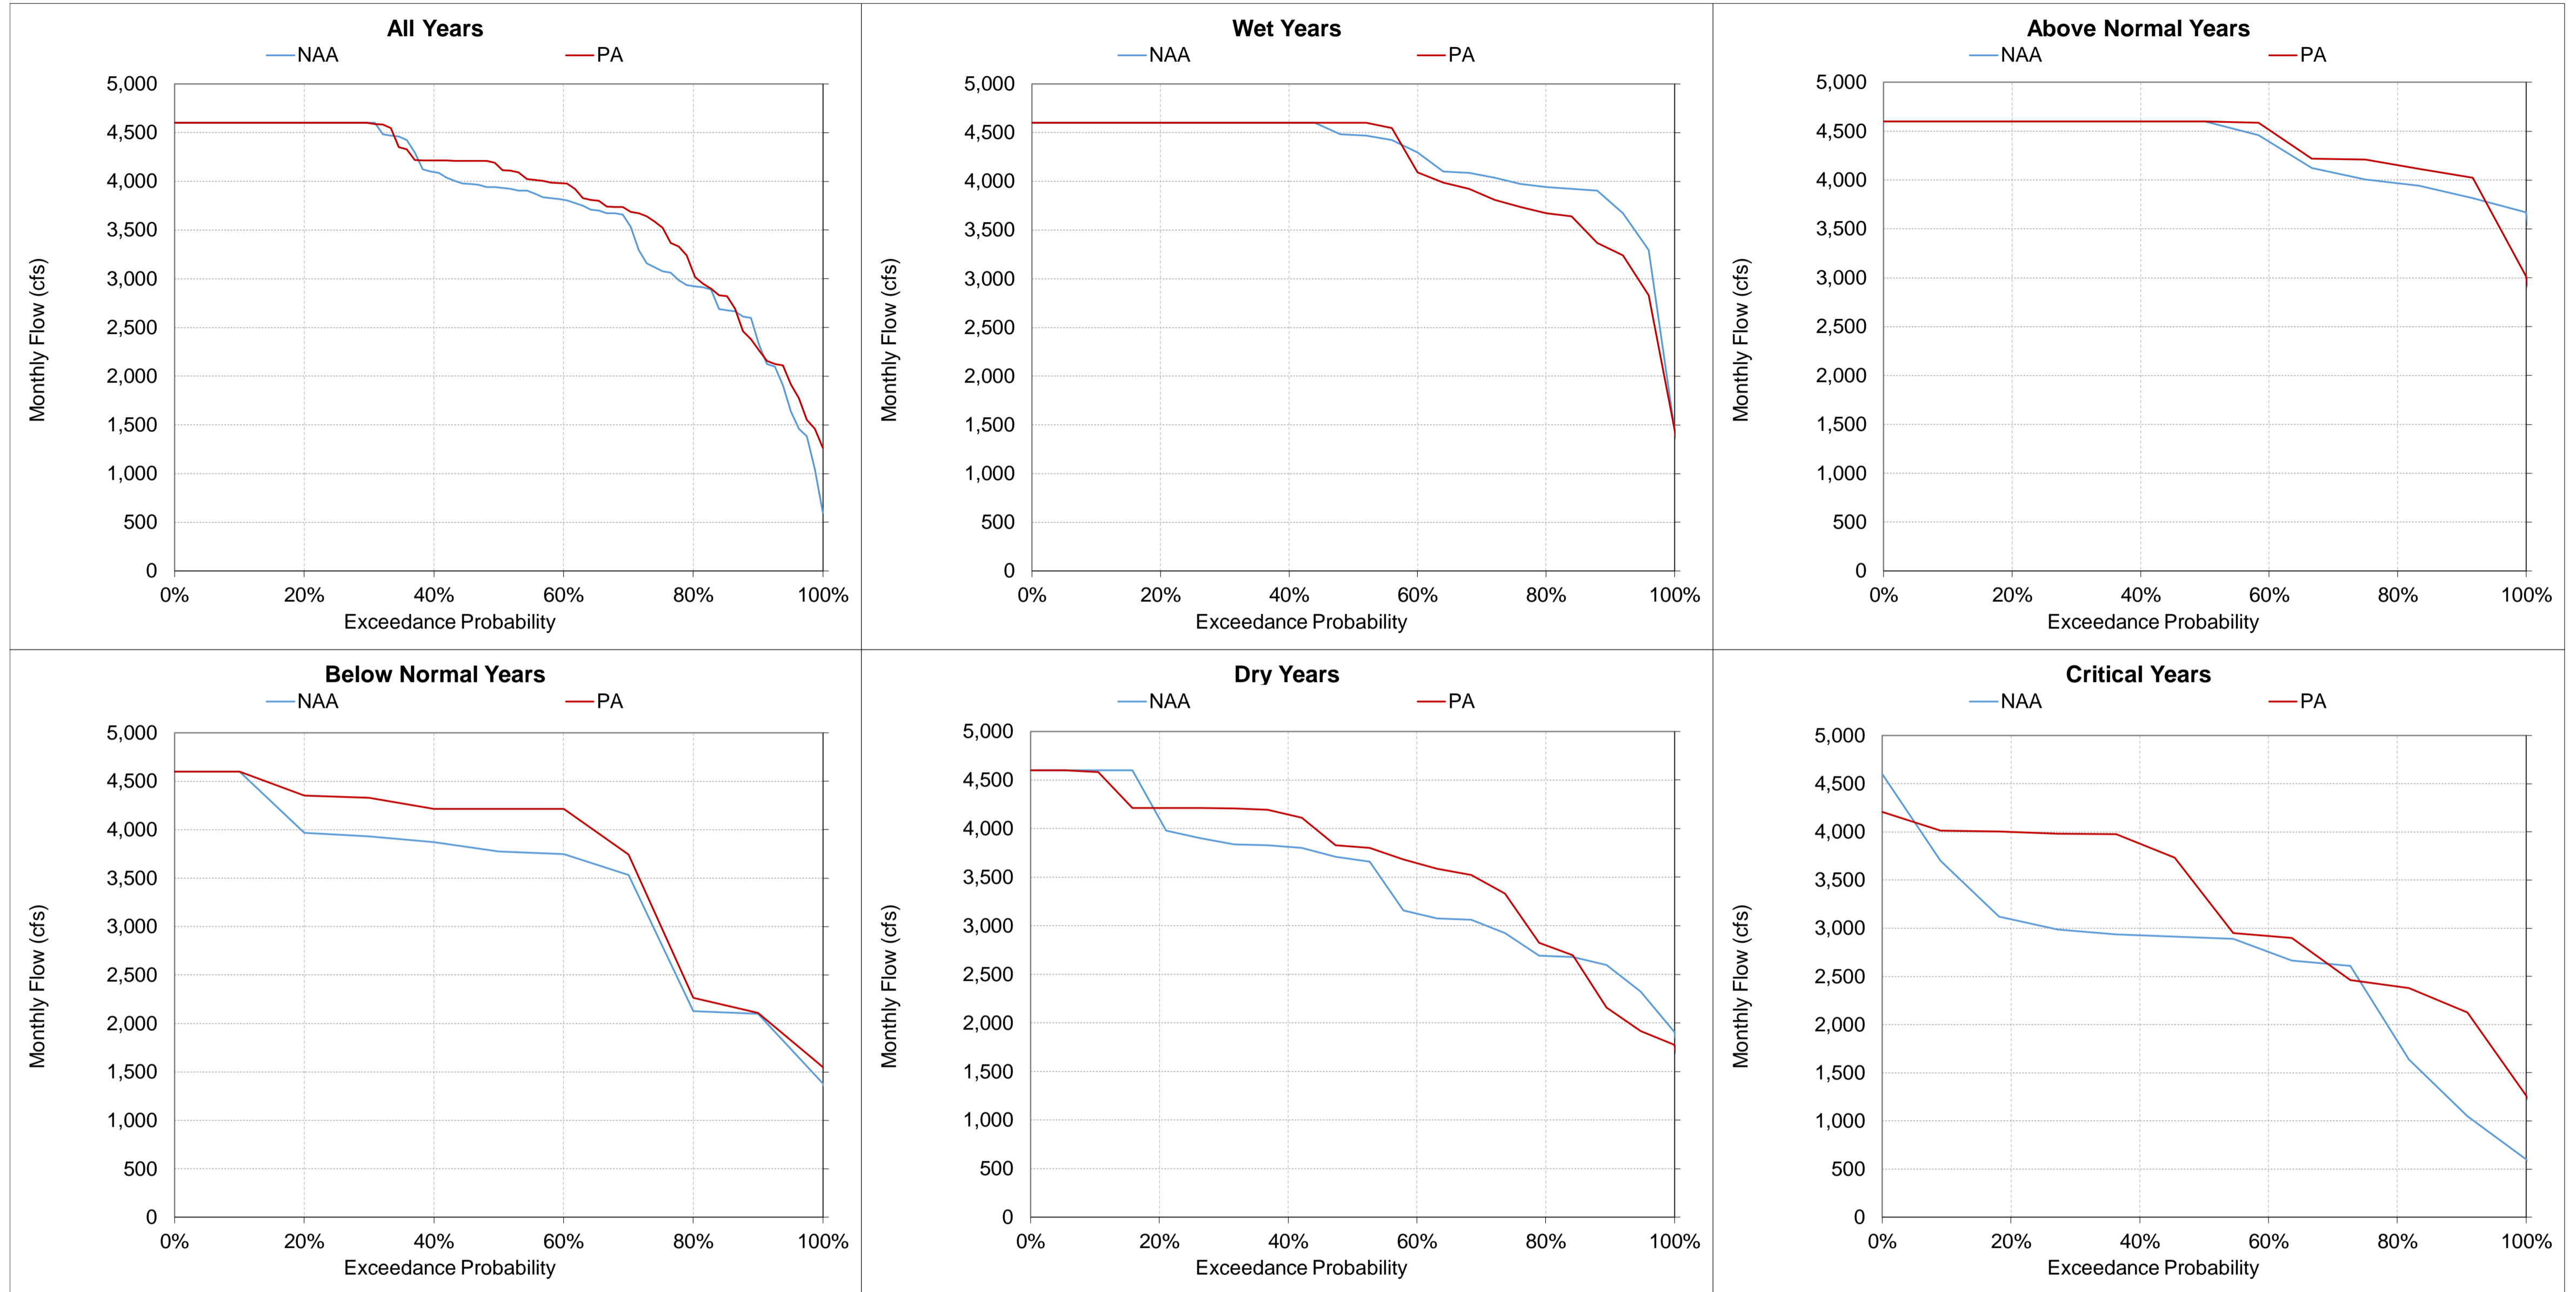 All Years
NAA PA
5,000
4,500
4,000
3,500
3,000
2,500
2,000
1,500
1,000
500
0
Monthly Flow (cfs)
0% 20% 40% 60% 80% 100%
Exceedance Probability
Wet Years
NAA PA
5,000
4,500
4,000
3,500
3,000
2,500
2,000
1,500
1,000
500
0
Monthly Flow (cfs)
0% 20% 40% 60% 80% 100%
Exceedance Probability
Above Normal Years
NAA PA
5,000
4,500
4,000
3,500
3,000
2,500
2,000
1,500
1,000
500
0
Monthly Flow (cfs)
0% 20% 40% 60% 80% 100%
Exceedance Probability
Below Normal Years
NAA PA
5,000
4,500
4,000
3,500
3,000
2,500
2,000
1,500
1,000
500
0
Monthly Flow (cfs)
0% 20% 40% 60% 80% 100%
Exceedance Probability
Dry Years
NAA PA
5,000
4,500
4,000
3,500
3,000
2,500
2,000
1,500
1,000
500
0
Monthly Flow (cfs)
0% 20% 40% 60% 80% 100%
Exceedance Probability
Critical Years
NAA PA
5,000
4,500
4,000
3,500
3,000
2,500
2,000
1,500
1,000
500
0
Monthly Flow (cfs)
0% 20% 40% 60% 80% 100%
Exceedance Probability